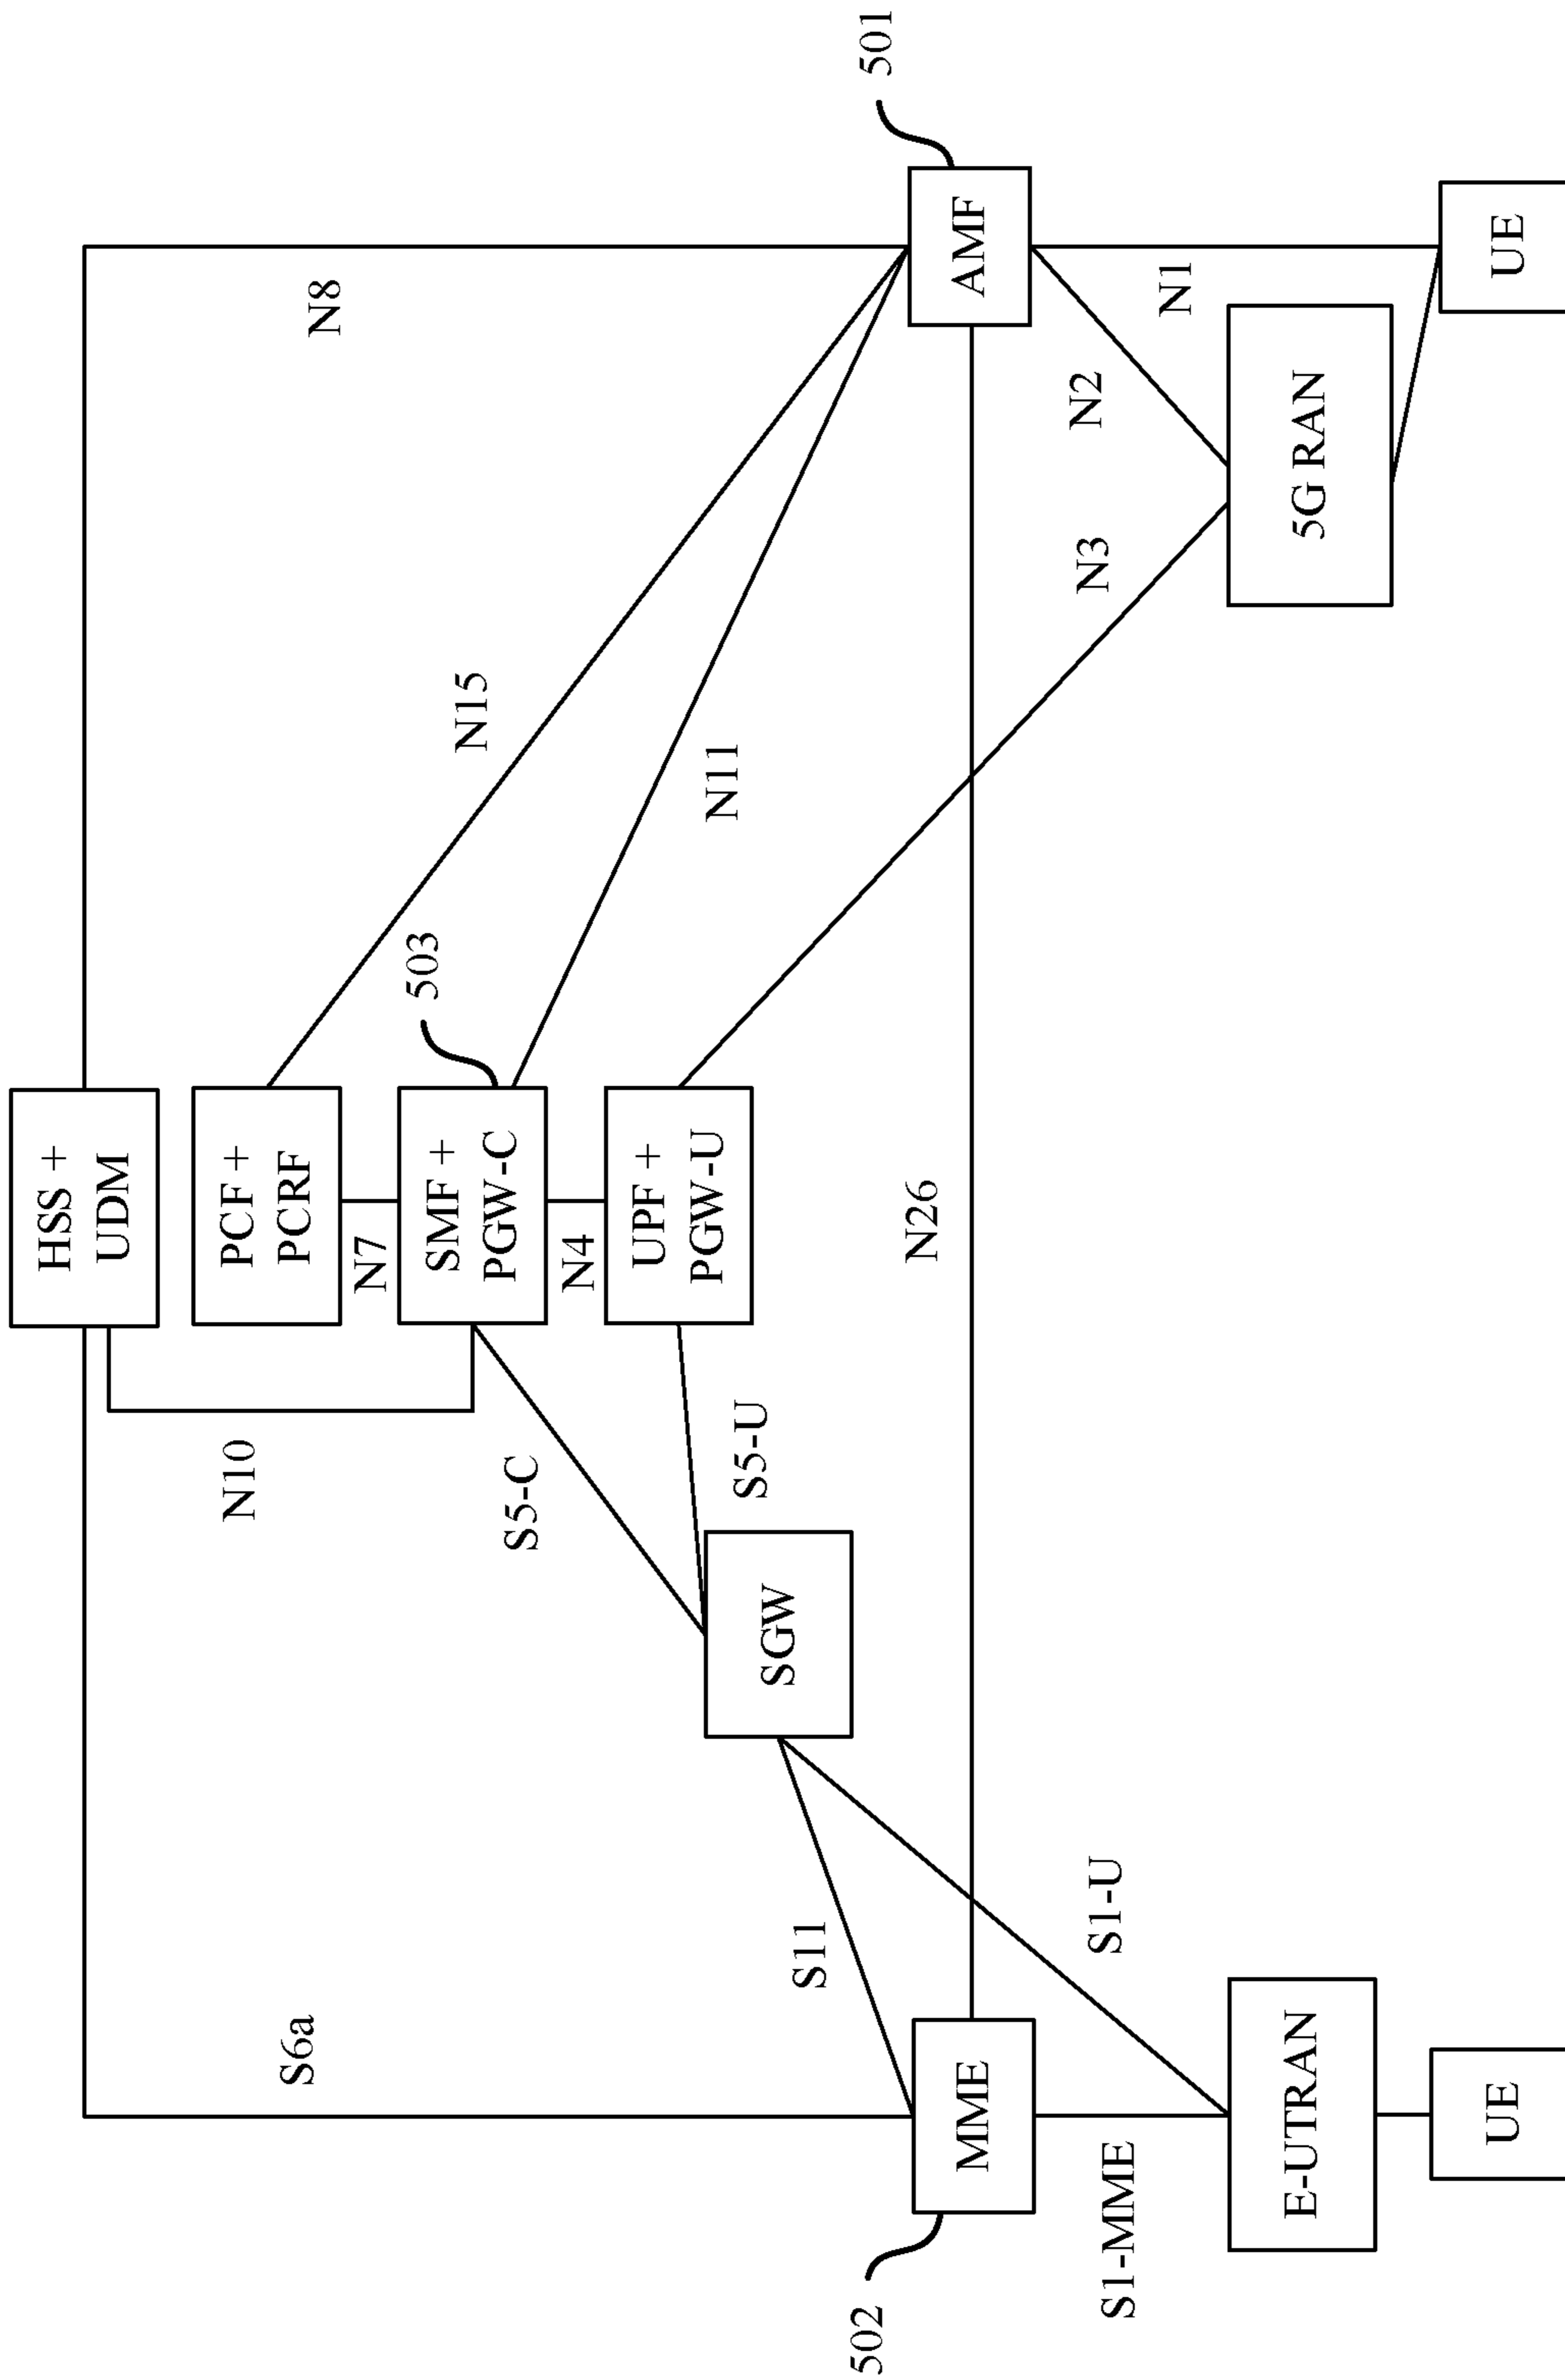 HSS +
UDM
S6a
N8
N10
PCF +
PCRF
N15
N7
503
SMF +
PGW-C
S5-C
N11
N4
UPF +
PGW-U
S5-U
SGW
S11
N26
502
MME
AMF
501
S1-MME
S1-U
N3
N2
N1
E-UTRAN
5G RAN
UE
UE